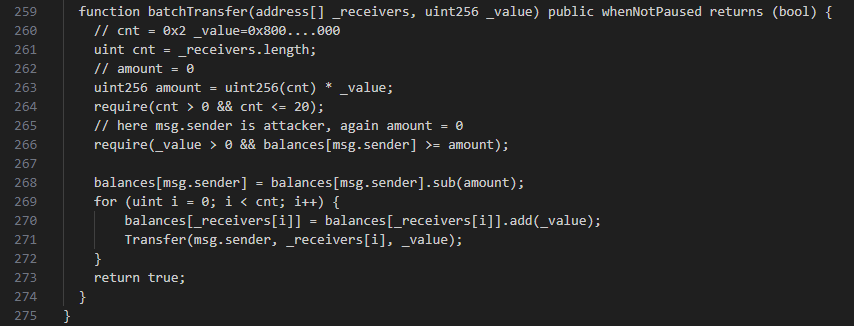 259 function batchTransfer(address[] _receivers, uint256 _value) public whenNotPaused returns (bool) {
260 // cnt = 0x2 _value=0x800....000
261 uint cnt = _receivers.length;
262 // amount = 0
263 uint256 amount = uint256(cnt) * _value;
264 require(cnt > 0 && cnt <= 20);
265 // here msg.sender is attacker, again amount = 0
266 require(_value > 0 && balances[msg.sender] >= amount);
267
268 balances[msg.sender] = balances[msg.sender].sub(amount);
269 for (uint i = 0; i < cnt; i++) {
270 balances[_receivers[i]] = balances[_receivers[i]].add(_value);
271 Transfer(msg.sender, _receivers[i], _value);
272 }
273 return true;
274 }
275 }